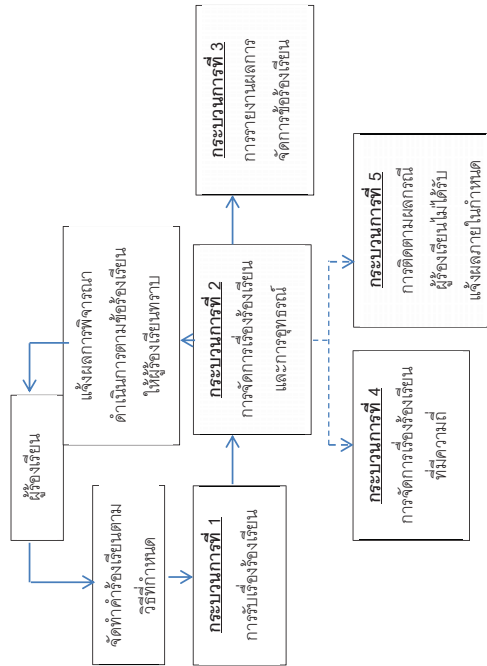 ผู้ร้องเรียน
จัดทำคำร้องเรียนตาม
วิธีที่กำหนด
แจ้งผลการพิจารณา
ดำเนินการตามข้อร้องเรียน
ให้ผู้ร้องเรียนทราบ
กระบวนการที่ 1
การรับเรื่องร้องเรียน
กระบวนการที่ 2
การจัดการเรื่องร้องเรียน
และการอุทธรณ์
กระบวนการที่ 3
การรายงานผลการ
จัดการข้อร้องเรียน
กระบวนการที่ 4
การจัดการเรื่องร้องเรียน
ที่มีความถี่
กระบวนการที่ 5
การติดตามผลกรณี
ผู้ร้องเรียนไม่ได้รับ
แจ้งผลภายในกำหนด